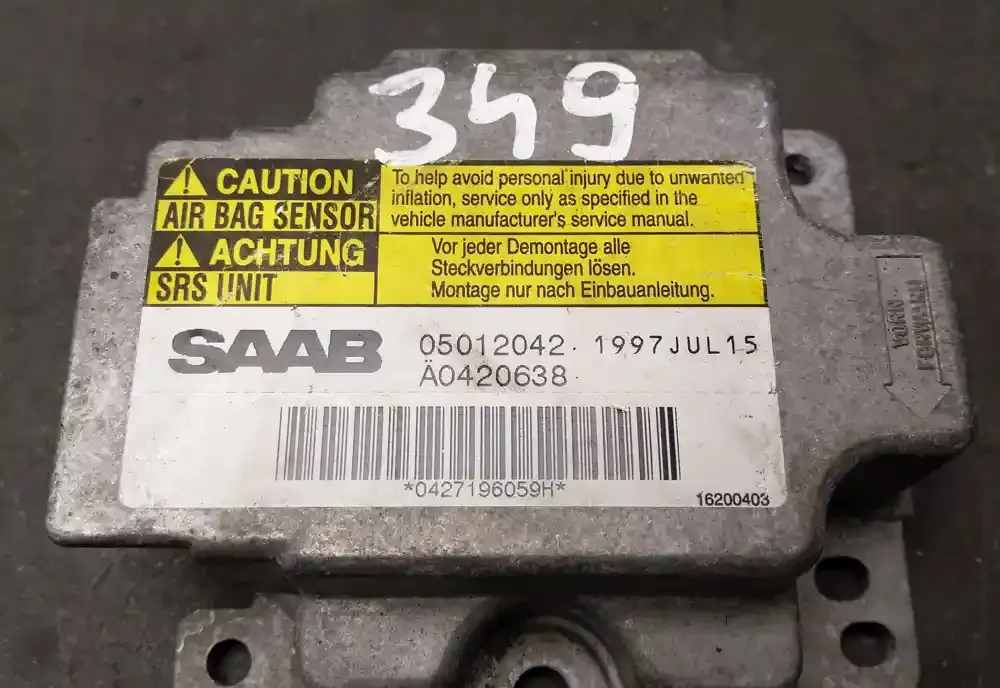 349
CAUTION
AIR BAG SENSOR
To help avoid personal injury due to unwanted
inflation, service only as specified in the
vehicle manufacturer's service manual.
ACHTUNG
SRS UNIT
Vor jeder Demontage alle
Steckverbindungen lösen.
Montage nur nach Einbauanleitung.
SAAB
05012042 1997JUL15
A0420638
*0427196059H*
16200403
VORN
FORWARD